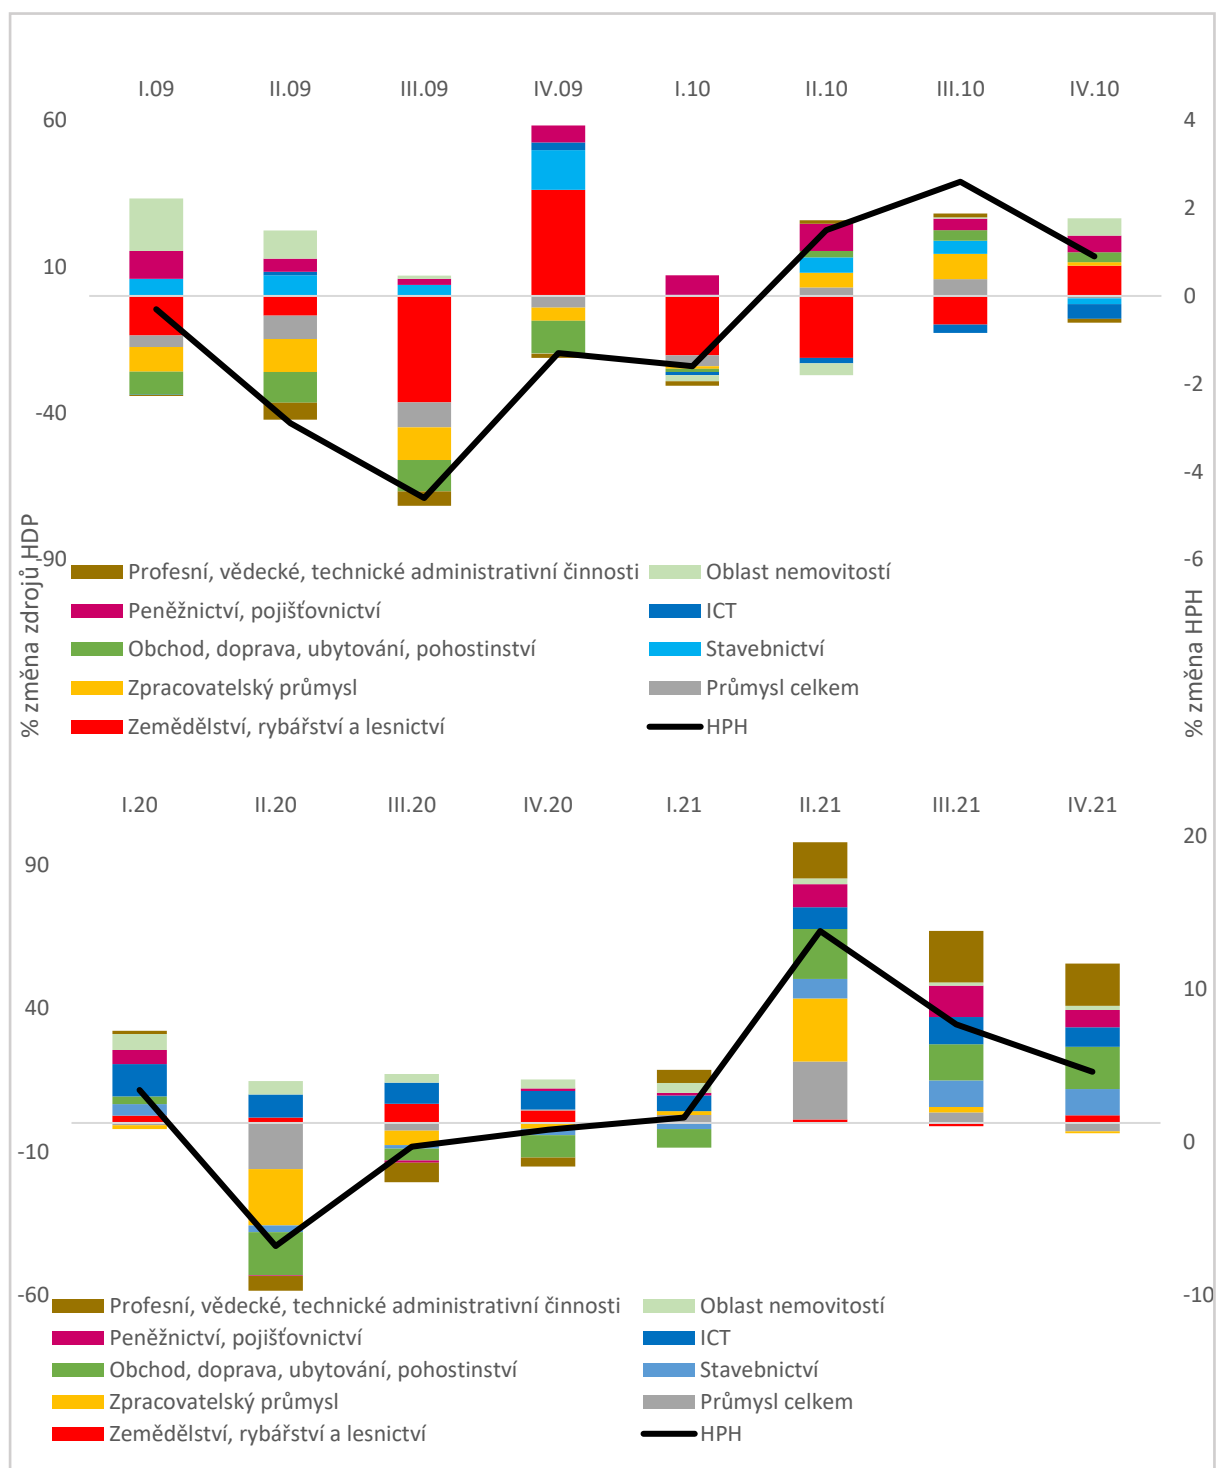 I.09 II.09 III.09 IV.09 I.10 II.10 III.10 IV.10
60 4
2
10 0
-2
-40
-4
-90 -6
% změna zdrojů HDP
% změna HPH
Profesní, vědecké, technické administrativní činnosti Oblast nemovitostí
Peněžnictví, pojišťovnictví ICT
Obchod, doprava, ubytování, pohostinství Stavebnictví
Zpracovatelský průmysl Průmysl celkem
Zemědělství, rybářství a lesnictví HPH
I.20 II.20 III.20 IV.20 I.21 II.21 III.21 IV.21
20
90
40 10
-10 0
-60 -10
Profesní, vědecké, technické administrativní činnosti Oblast nemovitostí
Peněžnictví, pojišťovnictví ICT
Obchod, doprava, ubytování, pohostinství Stavebnictví
Zpracovatelský průmysl Průmysl celkem
Zemědělství, rybářství a lesnictví HPH